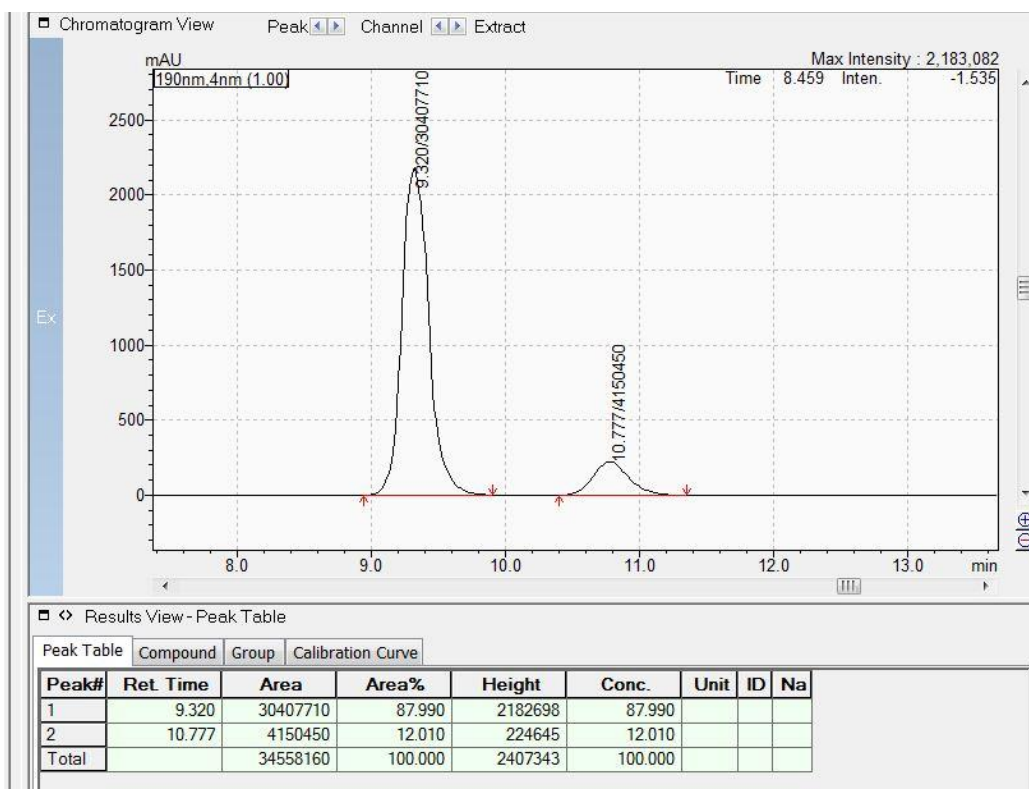 Chromatogram View Peak Channel Extract
mAU Max Intensity : 2,183,082
190nm,4nm (1.00) Time 8.459 Inten. -1.535
9.320/30407710
10.777/4150450
2500
2000
1500
1000
500
0
Ex
8.0 9.0 10.0 11.0 12.0 13.0 min
Results View - Peak Table
Peak Table Compound Group Calibration Curve
Peak# Ret. Time Area Area% Height Conc. Unit ID Na
1 9.320 30407710 87.990 2182698 87.990
2 10.777 4150450 12.010 224645 12.010
Total 34558160 100.000 2407343 100.000